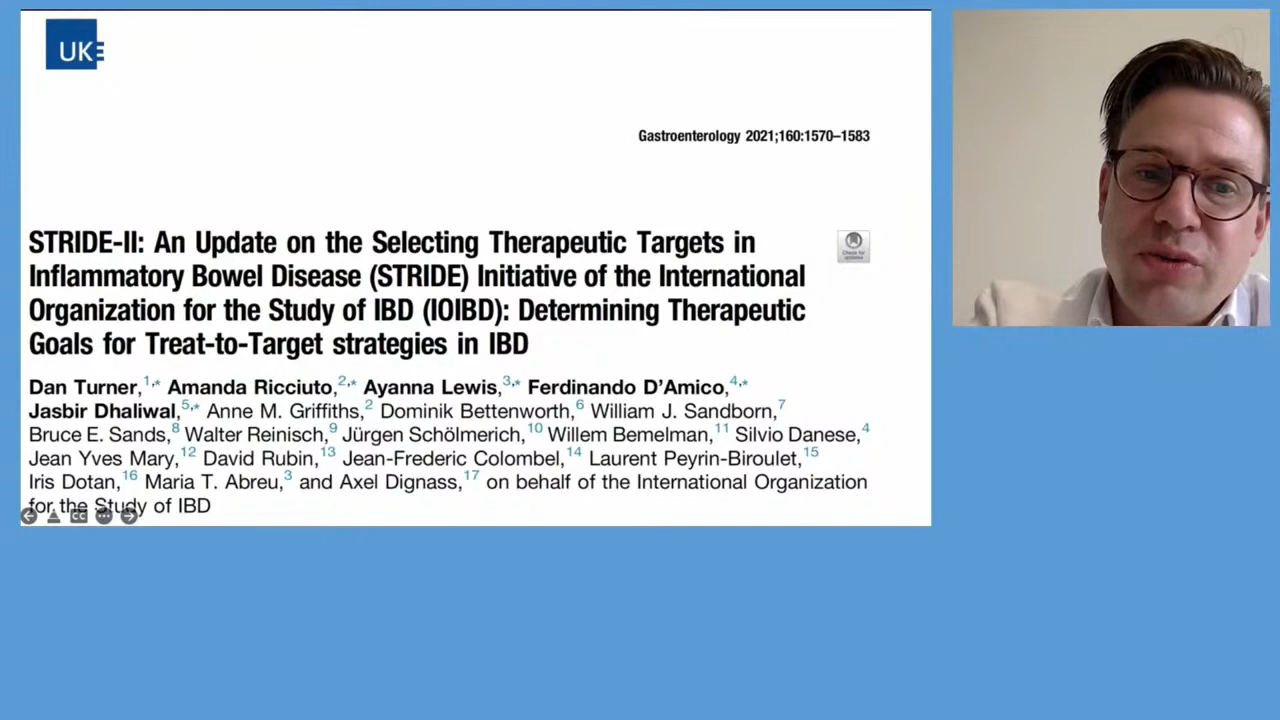 UKE
Gastroenterology 2021;160:1570–1583
STRIDE-II: An Update on the Selecting Therapeutic Targets in
Check for
updates
Inflammatory Bowel Disease (STRIDE) Initiative of the International
Organization for the Study of IBD (IOIBD): Determining Therapeutic
Goals for Treat-to-Target strategies in IBD
Dan Turner,1,* Amanda Ricciuto,2,* Ayanna Lewis,3,* Ferdinando D’Amico,4,*
Jasbir Dhaliwal,5,* Anne M. Griffiths,2 Dominik Bettenworth,6 William J. Sandborn,7
Bruce E. Sands,8 Walter Reinisch,9 Jürgen Schölmerich,10 Willem Bemelman,11 Silvio Danese,4
Jean Yves Mary,12 David Rubin,13 Jean-Frederic Colombel,14 Laurent Peyrin-Biroulet,15
Iris Dotan,16 Maria T. Abreu,3 and Axel Dignass,17 on behalf of the International Organization
for the Study of IBD
CC